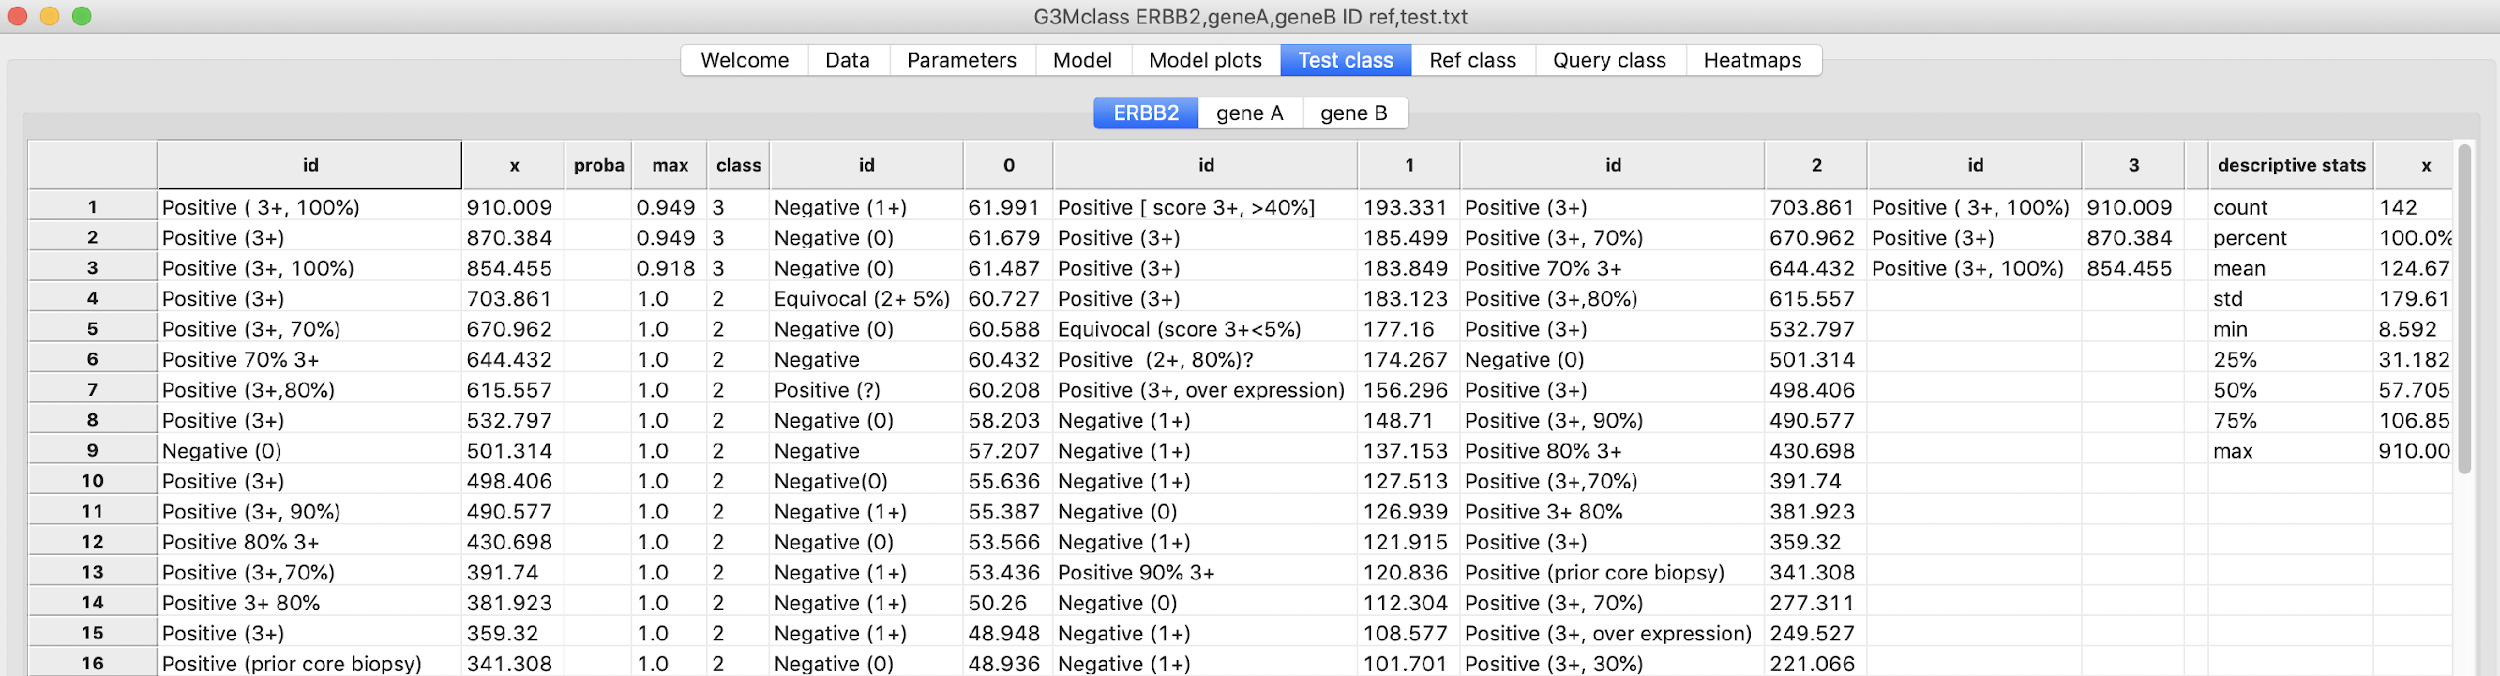 G3Mclass ERBB2,geneA,geneB ID ref,test.txt
Welcome Data Parameters Model Model plots Test class Ref class Query class Heatmaps
ERBB2 gene A gene B
id x proba max class id 0 id 1 id 2 id 3 descriptive stats x
1 Positive ( 3+, 100%) 910.009 0.949 3 Negative (1+) 61.991 Positive [ score 3+, >40%] 193.331 Positive (3+) 703.861 Positive ( 3+, 100%) 910.009 count 142
2 Positive (3+) 870.384 0.949 3 Negative (0) 61.679 Positive (3+) 185.499 Positive (3+, 70%) 670.962 Positive (3+) 870.384 percent 100.0%
3 Positive (3+, 100%) 854.455 0.918 3 Negative (0) 61.487 Positive (3+) 183.849 Positive 70% 3+ 644.432 Positive (3+, 100%) 854.455 mean 124.67
4 Positive (3+) 703.861 1.0 2 Equivocal (2+ 5%) 60.727 Positive (3+) 183.123 Positive (3+,80%) 615.557 std 179.61
5 Positive (3+, 70%) 670.962 1.0 2 Negative (0) 60.588 Equivocal (score 3+<5%) 177.16 Positive (3+) 532.797 min 8.592
6 Positive 70% 3+ 644.432 1.0 2 Negative 60.432 Positive  (2+, 80%)? 174.267 Negative (0) 501.314 25% 31.182
7 Positive (3+,80%) 615.557 1.0 2 Positive (?) 60.208 Positive (3+, over expression) 156.296 Positive (3+) 498.406 50% 57.705
8 Positive (3+) 532.797 1.0 2 Negative (0) 58.203 Negative (1+) 148.71 Positive (3+, 90%) 490.577 75% 106.85
9 Negative (0) 501.314 1.0 2 Negative 57.207 Negative (1+) 137.153 Positive 80% 3+ 430.698 max 910.00
10 Positive (3+) 498.406 1.0 2 Negative(0) 55.636 Negative (1+) 127.513 Positive (3+,70%) 391.74
11 Positive (3+, 90%) 490.577 1.0 2 Negative (1+) 55.387 Negative (0) 126.939 Positive 3+ 80% 381.923
12 Positive 80% 3+ 430.698 1.0 2 Negative (0) 53.566 Negative (1+) 121.915 Positive (3+) 359.32
13 Positive (3+,70%) 391.74 1.0 2 Negative (1+) 53.436 Positive 90% 3+ 120.836 Positive (prior core biopsy) 341.308
14 Positive 3+ 80% 381.923 1.0 2 Negative (1+) 50.26 Negative (0) 112.304 Positive (3+, 70%) 277.311
15 Positive (3+) 359.32 1.0 2 Negative (1+) 48.948 Negative (1+) 108.577 Positive (3+, over expression) 249.527
16 Positive (prior core biopsy) 341.308 1.0 2 Negative (0) 48.936 Negative (1+) 101.701 Positive (3+, 30%) 221.066